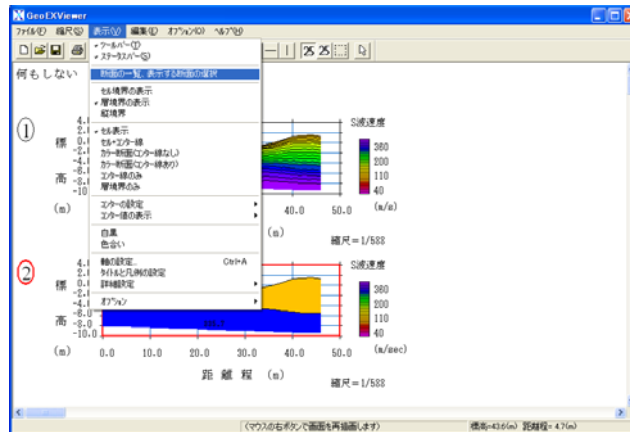 GeoEXViewer
ファイル(F) 縮尺(S) 表示(V) 編集(E) オプション(O) ヘルプ(H)
ツールバー(T)
ステータスバー(S)
断面の一覧、表示する断面の選択
セル境界の表示
層境界の表示
縦境界
セル表示
セル+コンター線
カラー断面(コンター線なし)
カラー断面(コンター線あり)
コンター線のみ
層境界のみ
コンターの設定
コンター値の表示
白黒
色合い
軸の設定... Ctrl+A
タイトルと凡例の設定
詳細設定
オプション
25 25
何もしない
①
標
高
(m)
S波速度
360
200
110
40
(m/s)
40.0 50.0
(m)
縮尺=1/588
②
標
高
(m)
-6.0
-8.0
-10.0
S波速度
360
200
110
40
(m/sec)
0.0 10.0 20.0 30.0 40.0 50.0
距 離 程 (m)
縮尺=1/588
(マウスの右ボタンで画面を再描画します) 標高=43.6(m) 距離程= 4.7(m)